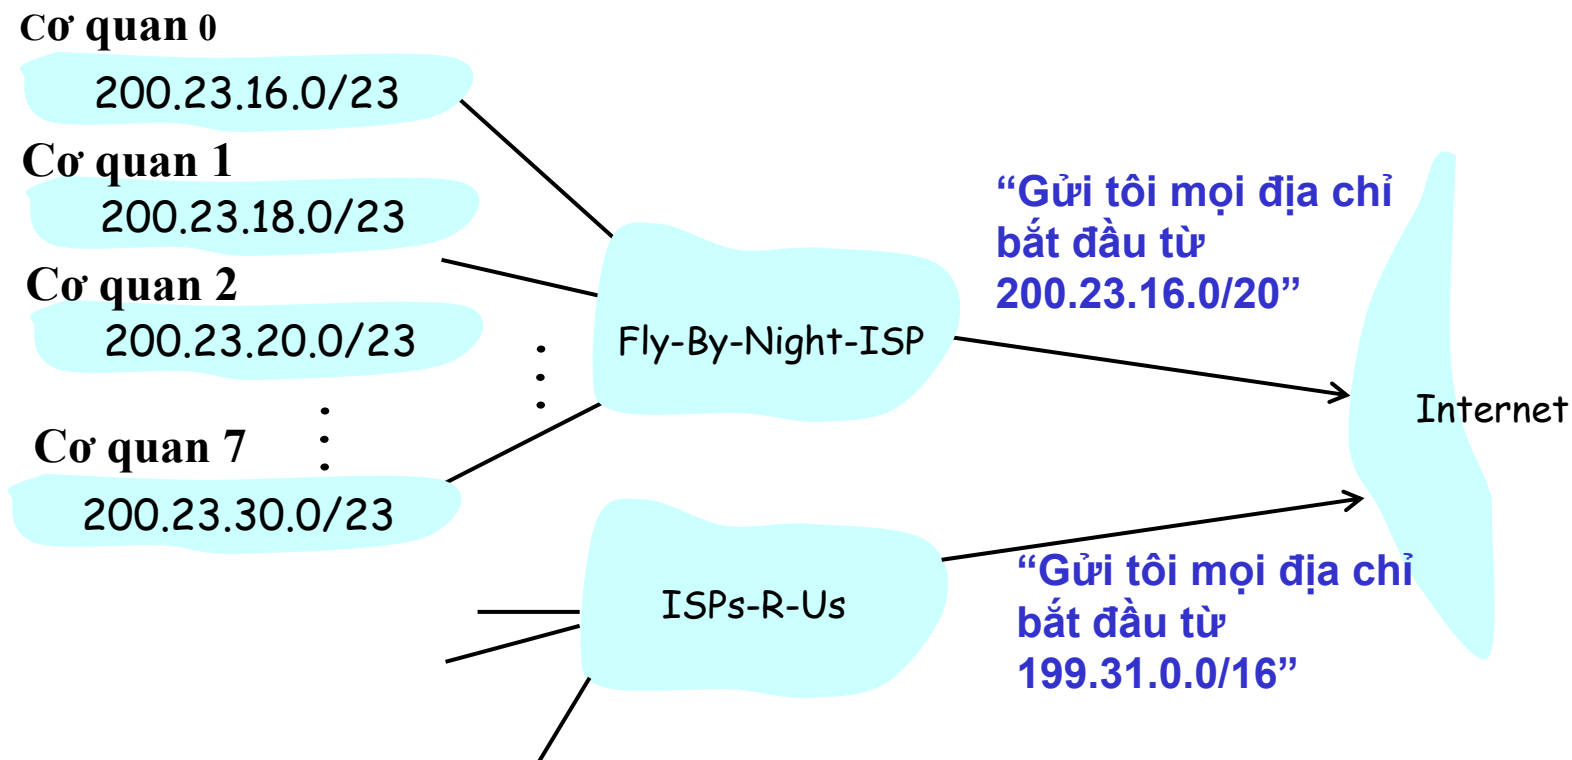 Cơ quan 0
200.23.16.0/23
Cơ quan 1
200.23.18.0/23
Cơ quan 2
200.23.20.0/23
Cơ quan 7
200.23.30.0/23
Fly-By-Night-ISP
“Gửi tôi mọi địa chỉ
bắt đầu từ
200.23.16.0/20”
Internet
ISPs-R-Us
“Gửi tôi mọi địa chỉ
bắt đầu từ
199.31.0.0/16”